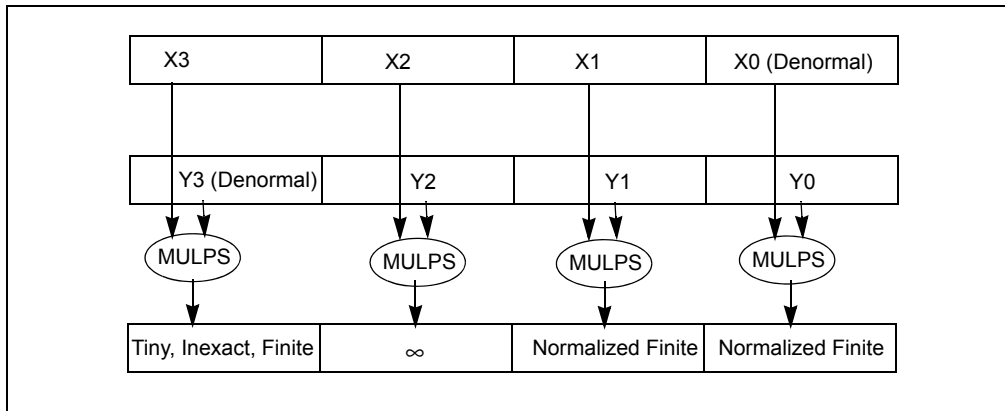 X3 X2 X1 X0 (Denormal)
Y3 (Denormal) Y2 Y1 Y0
MULPS MULPS MULPS MULPS
Tiny, Inexact, Finite ∞ Normalized Finite Normalized Finite